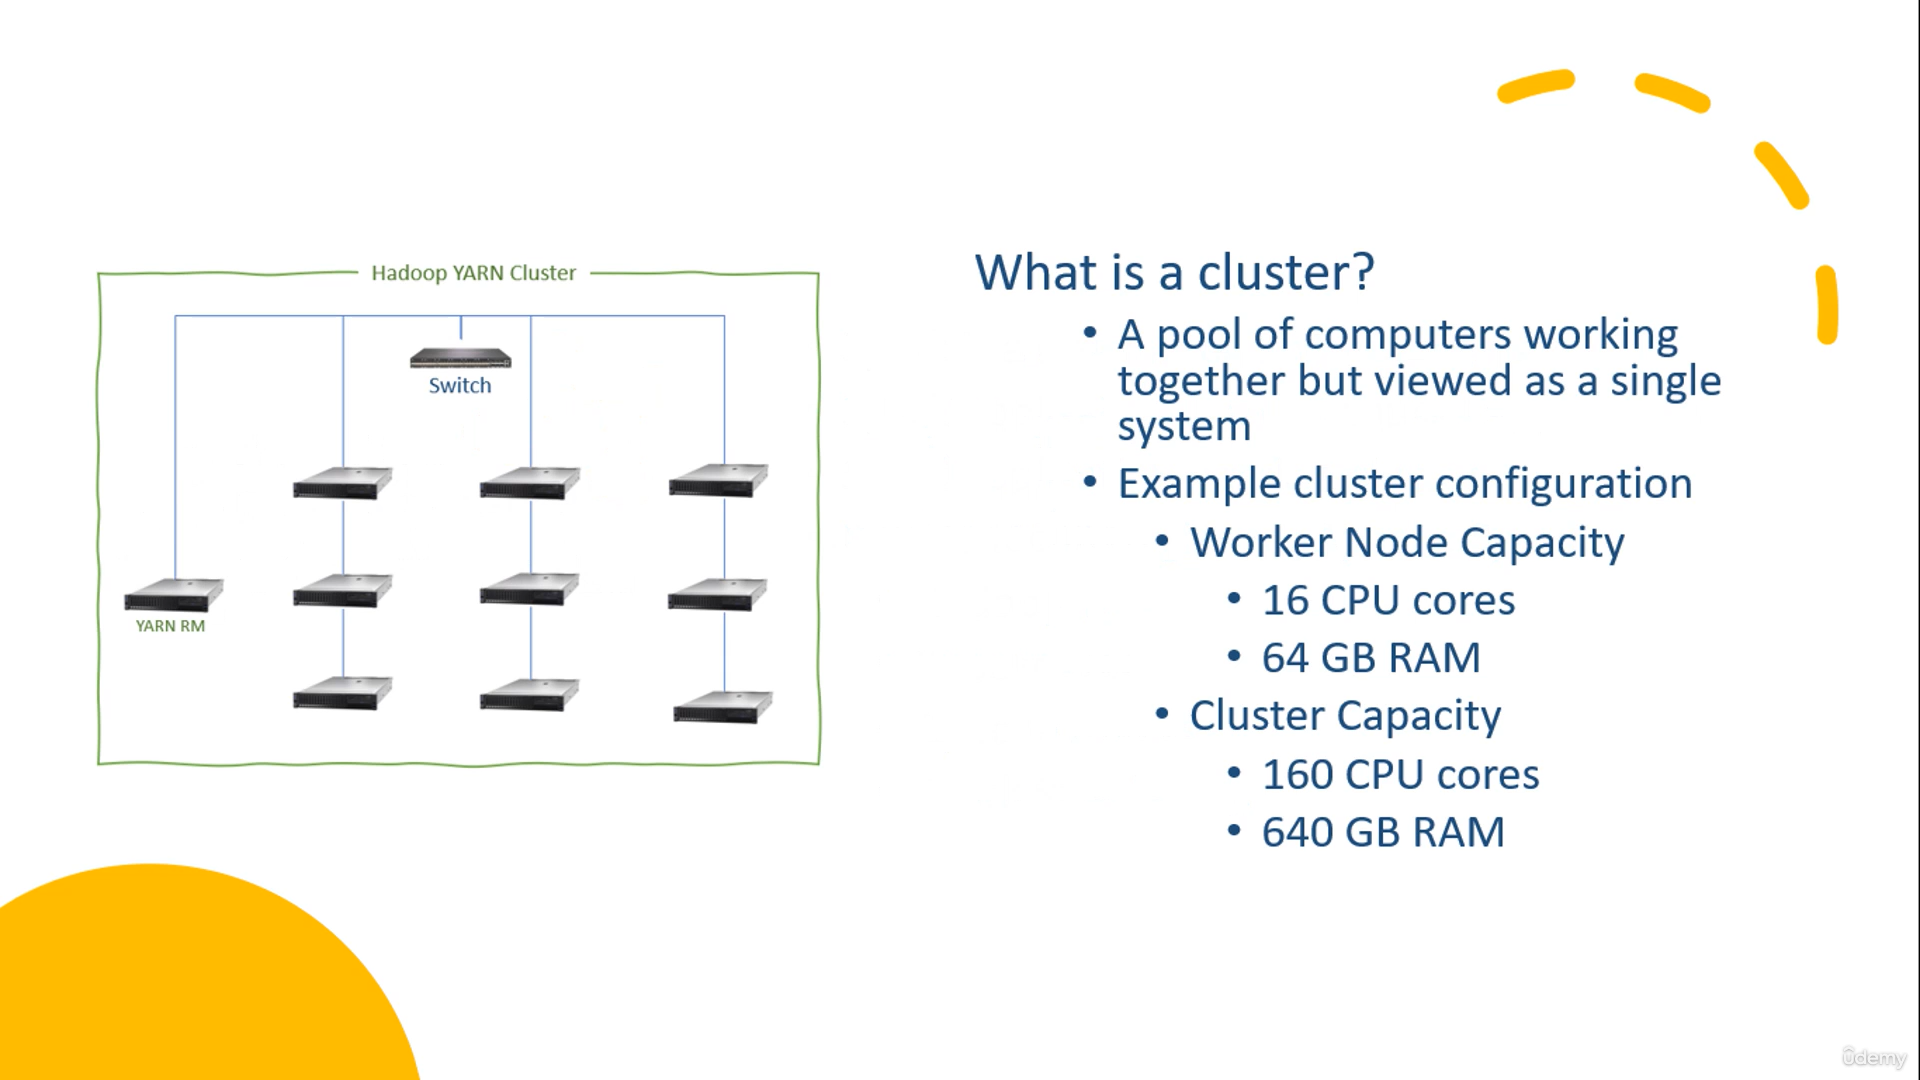 Hadoop YARN Cluster
Switch
YARN RM
What is a cluster?
• A pool of computers working
together but viewed as a single
system
• Example cluster configuration
• Worker Node Capacity
• 16 CPU cores
• 64 GB RAM
• Cluster Capacity
• 160 CPU cores
• 640 GB RAM
ûdemy